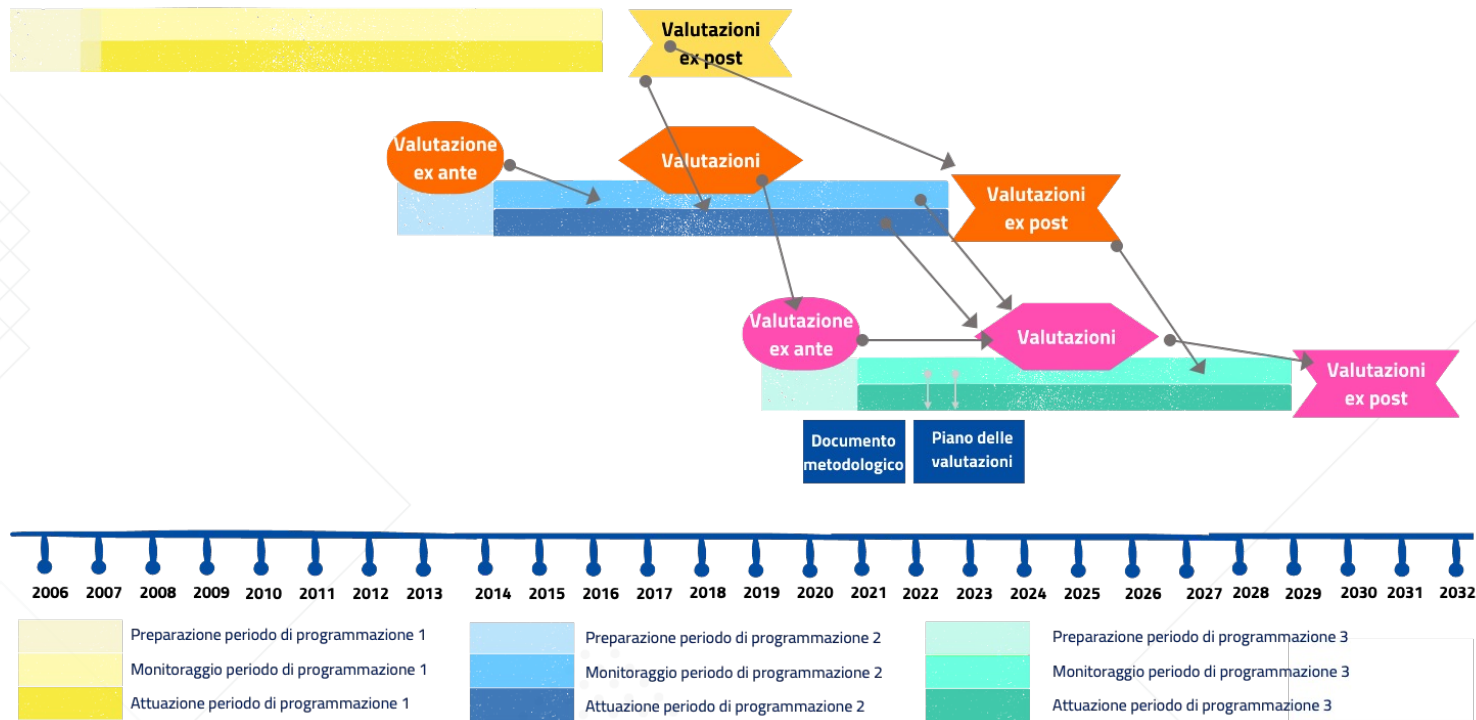 Valutazioni
ex post
Valutazione
ex ante
Valutazioni
Valutazioni
ex post
Valutazione
ex ante
Valutazioni
Valutazioni
ex post
Documento
metodologico
Piano delle
valutazioni
2006 2007 2008 2009 2010 2011 2012 2013 2014 2015 2016 2017 2018 2019 2020 2021 2022 2023 2024 2025 2026 2027 2028 2029 2030 2031 2032
Preparazione periodo di programmazione 1
Monitoraggio periodo di programmazione 1
Attuazione periodo di programmazione 1
Preparazione periodo di programmazione 2
Monitoraggio periodo di programmazione 2
Attuazione periodo di programmazione 2
Preparazione periodo di programmazione 3
Monitoraggio periodo di programmazione 3
Attuazione periodo di programmazione 3